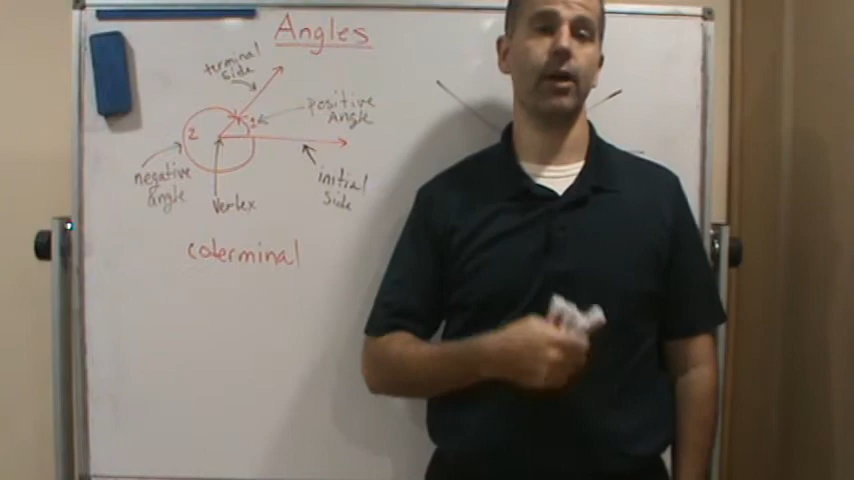 Angles
terminal
side
positive
angle
2
negative
angle
initial
side
vertex
coterminal